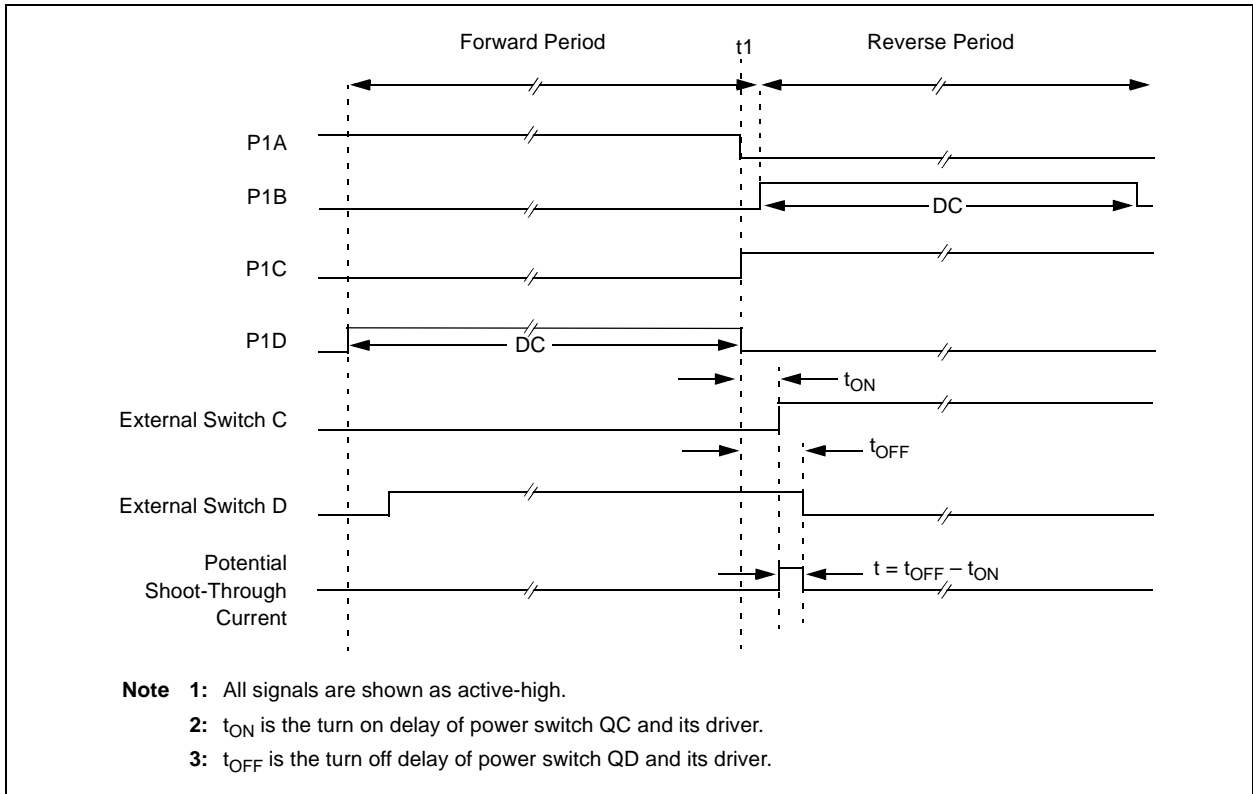 Forward Period
t1
Reverse Period
P1A
P1B
DC
P1C
P1D
DC
tON
External Switch C
tOFF
External Switch D
Potential
Shoot-Through
Current
t = tOFF – tON
Note 1: All signals are shown as active-high.
2: tON is the turn on delay of power switch QC and its driver.
3: tOFF is the turn off delay of power switch QD and its driver.